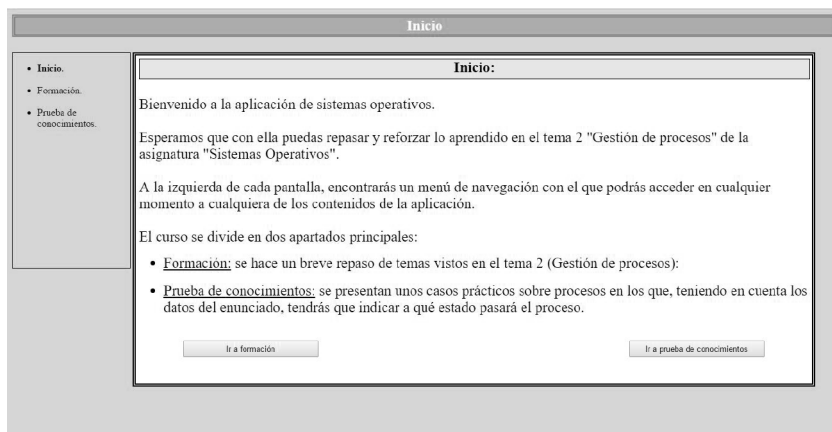 Inicio
• Inicio.
• Formación.
• Prueba de
conocimientos.
Inicio:
Bienvenido a la aplicación de sistemas operativos.
Esperamos que con ella puedas repasar y reforzar lo aprendido en el tema 2 "Gestión de procesos" de la
asignatura "Sistemas Operativos".
A la izquierda de cada pantalla, encontrarás un menú de navegación con el que podrás acceder en cualquier
momento a cualquiera de los contenidos de la aplicación.
El curso se divide en dos apartados principales:
• Formación: se hace un breve repaso de temas vistos en el tema 2 (Gestión de procesos):
• Prueba de conocimientos: se presentan unos casos prácticos sobre procesos en los que, teniendo en cuenta los
datos del enunciado, tendrás que indicar a qué estado pasará el proceso.
Ir a formación
Ir a prueba de conocimientos